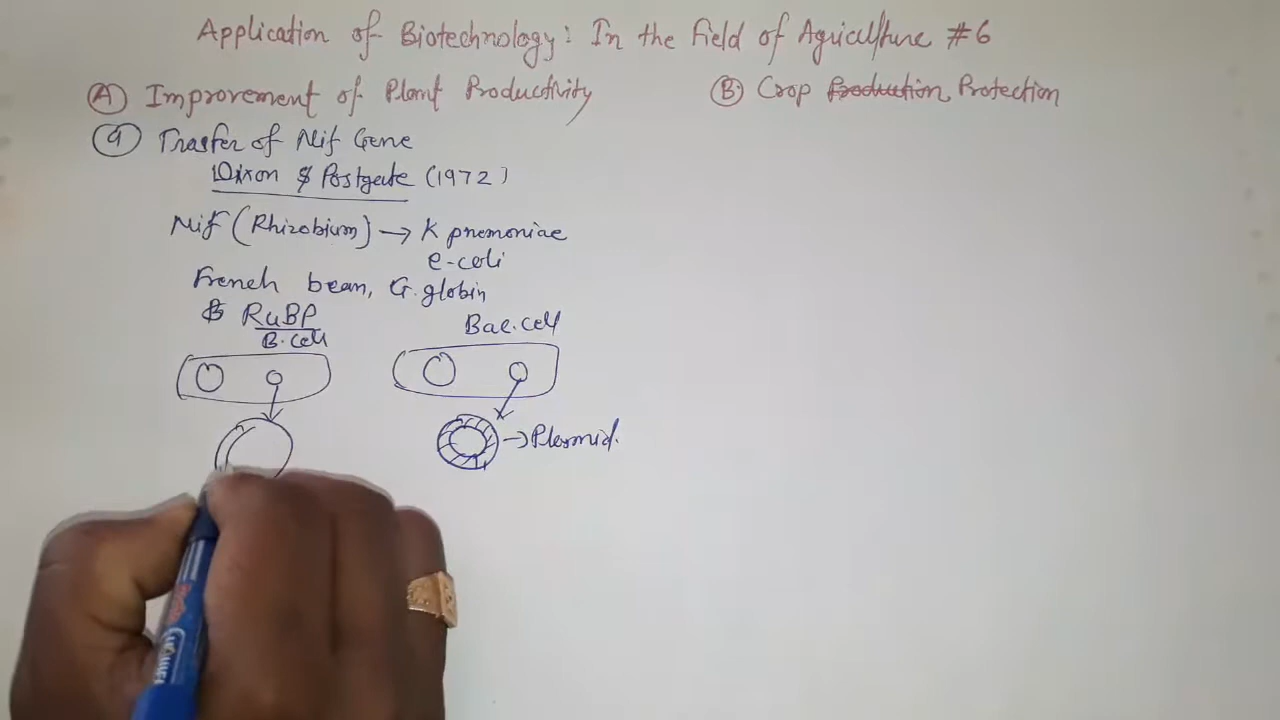 Application of Biotechnology: In the field of Agriculture #6
Ⓐ Improvement of Plant Productivity
Ⓑ Crop Production Protection
ⓐ Trasfer of Nif Gene
Dixon & Postgate (1972)
Nif (Rhizobium) → K pnemoniae
e-coli
French bean, G. globin
& RuBP
B. cell
Bac. cell
→ Plasmid.